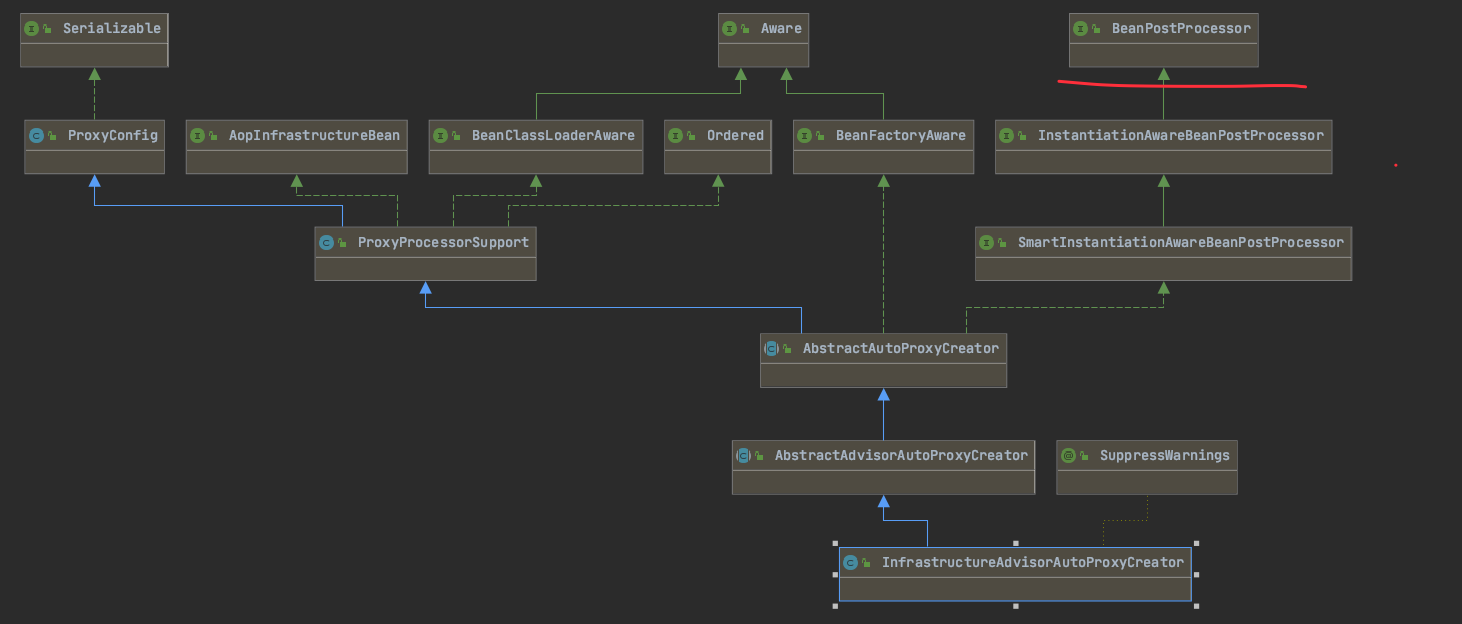 Serializable
Aware
BeanPostProcessor
ProxyConfig
AopInfrastructureBean
BeanClassLoaderAware
Ordered
BeanFactoryAware
InstantiationAwareBeanPostProcessor
ProxyProcessorSupport
SmartInstantiationAwareBeanPostProcessor
AbstractAutoProxyCreator
AbstractAdvisorAutoProxyCreator
SuppressWarnings
InfrastructureAdvisorAutoProxyCreator